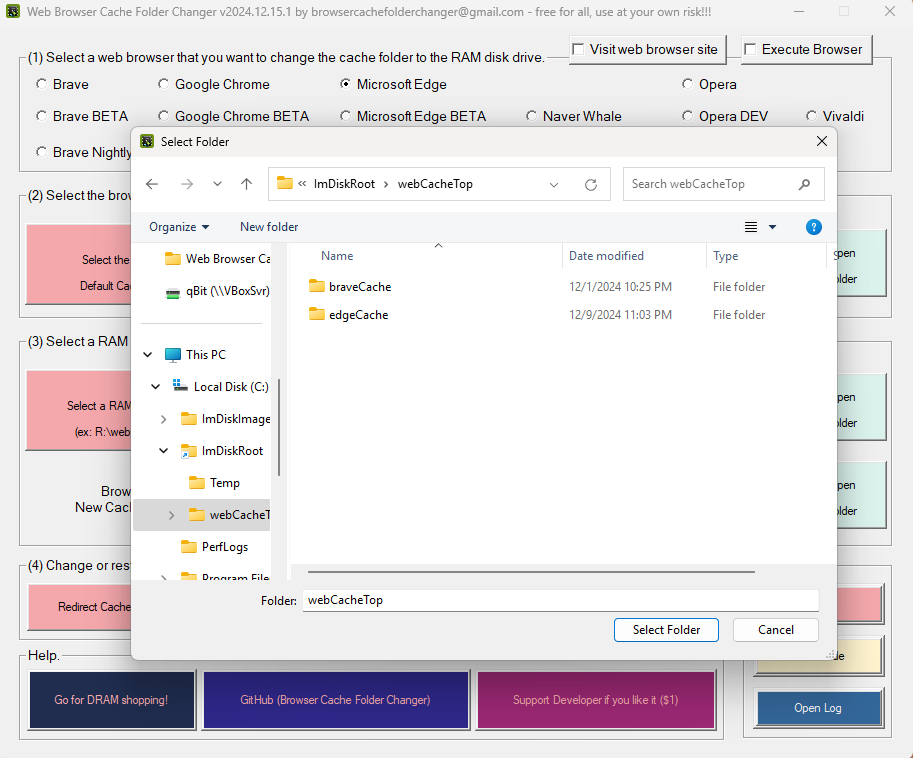 Web Browser Cache Folder Changer v2024.12.15.1 by browsercachefolderchanger@gmail.com - free for all, use at your own risk!!!
(1) Select a web browser that you want to change the cache folder to the RAM disk drive.
Visit web browser site
Execute Browser
Brave
Google Chrome
Microsoft Edge
Opera
Brave BETA
Google Chrome BETA
Microsoft Edge BETA
Naver Whale
Opera DEV
Vivaldi
Brave Nightly
Select Folder
« ImDiskRoot › webCacheTop
Search webCacheTop
Organize
New folder
?
Name
Date modified
Type
S
Web Browser Ca
qBit (\\VBoxSvr)
This PC
Local Disk (C:)
ImDiskImage
ImDiskRoot
Temp
webCacheT
PerfLogs
Program File
braveCache
12/1/2024 10:25 PM
File folder
edgeCache
12/9/2024 11:03 PM
File folder
Folder:
webCacheTop
Select Folder
Cancel
(2) Select the brow
Select the
Default Cac
pen
lder
(3) Select a RAM
Select a RAM
(ex: R:\web
pen
lder
Brow
New Cach
pen
lder
(4) Change or rest
Redirect Cache
de
Help.
Go for DRAM shopping!
GitHub (Browser Cache Folder Changer)
Support Developer if you like it ($1)
Open Log